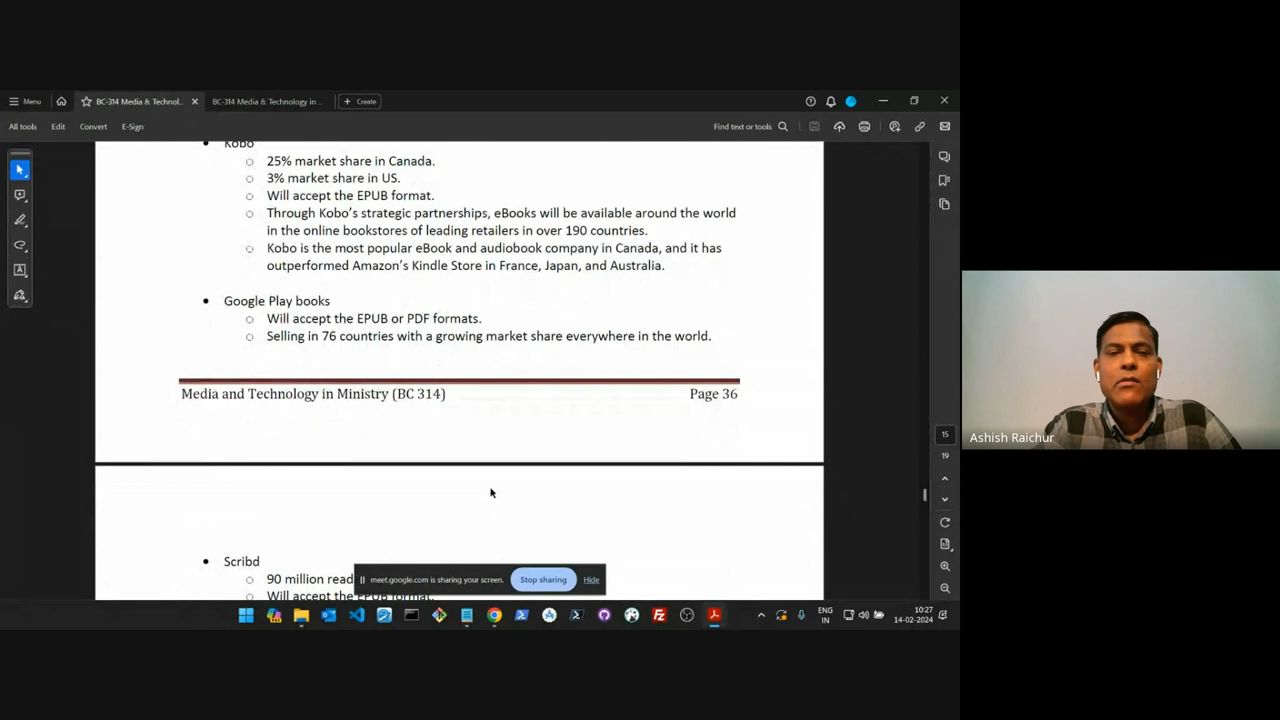 Menu
BC-314 Media & Technol...
BC-314 Media & Technology in ...
Create
All tools
Edit
Convert
E-Sign
Find text or tools
• Kobo
○ 25% market share in Canada.
○ 3% market share in US.
○ Will accept the EPUB format.
○ Through Kobo's strategic partnerships, eBooks will be available around the world
in the online bookstores of leading retailers in over 190 countries.
○ Kobo is the most popular eBook and audiobook company in Canada, and it has
outperformed Amazon's Kindle Store in France, Japan, and Australia.
• Google Play books
○ Will accept the EPUB or PDF formats.
○ Selling in 76 countries with a growing market share everywhere in the world.
Media and Technology in Ministry (BC 314) Page 36
• Scribd
○ 90 million read
○ Will accept the EPUB format.
meet.google.com is sharing your screen.
Stop sharing
Hide
15
19
ENG
IN
10:27
14-02-2024
Ashish Raichur